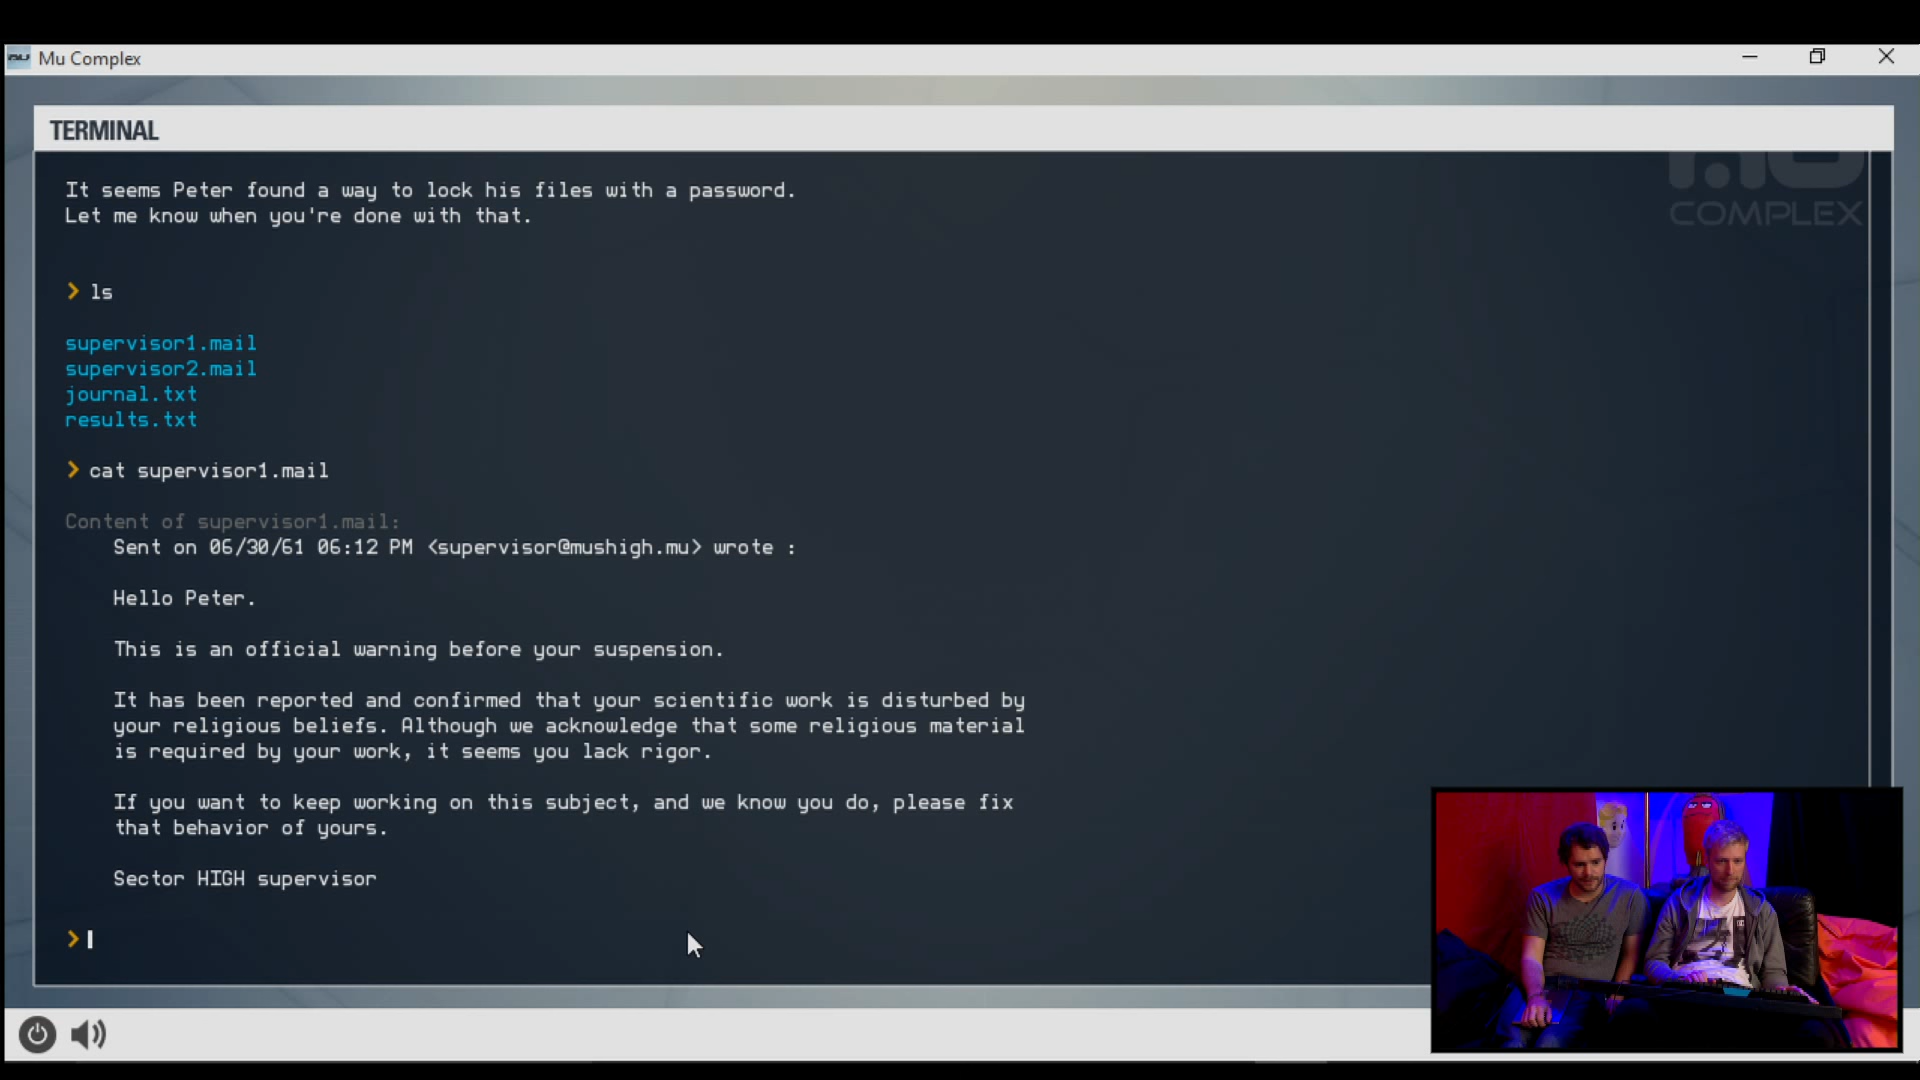 Mu Complex
TERMINAL
COMPLEX
It seems Peter found a way to lock his files with a password.
Let me know when you're done with that.
> ls
supervisor1.mail
supervisor2.mail
journal.txt
results.txt
> cat supervisor1.mail
Content of supervisor1.mail:
Sent on 06/30/61 06:12 PM <supervisor@mushigh.mu> wrote :
Hello Peter.
This is an official warning before your suspension.
It has been reported and confirmed that your scientific work is disturbed by
your religious beliefs. Although we acknowledge that some religious material
is required by your work, it seems you lack rigor.
If you want to keep working on this subject, and we know you do, please fix
that behavior of yours.
Sector HIGH supervisor
>